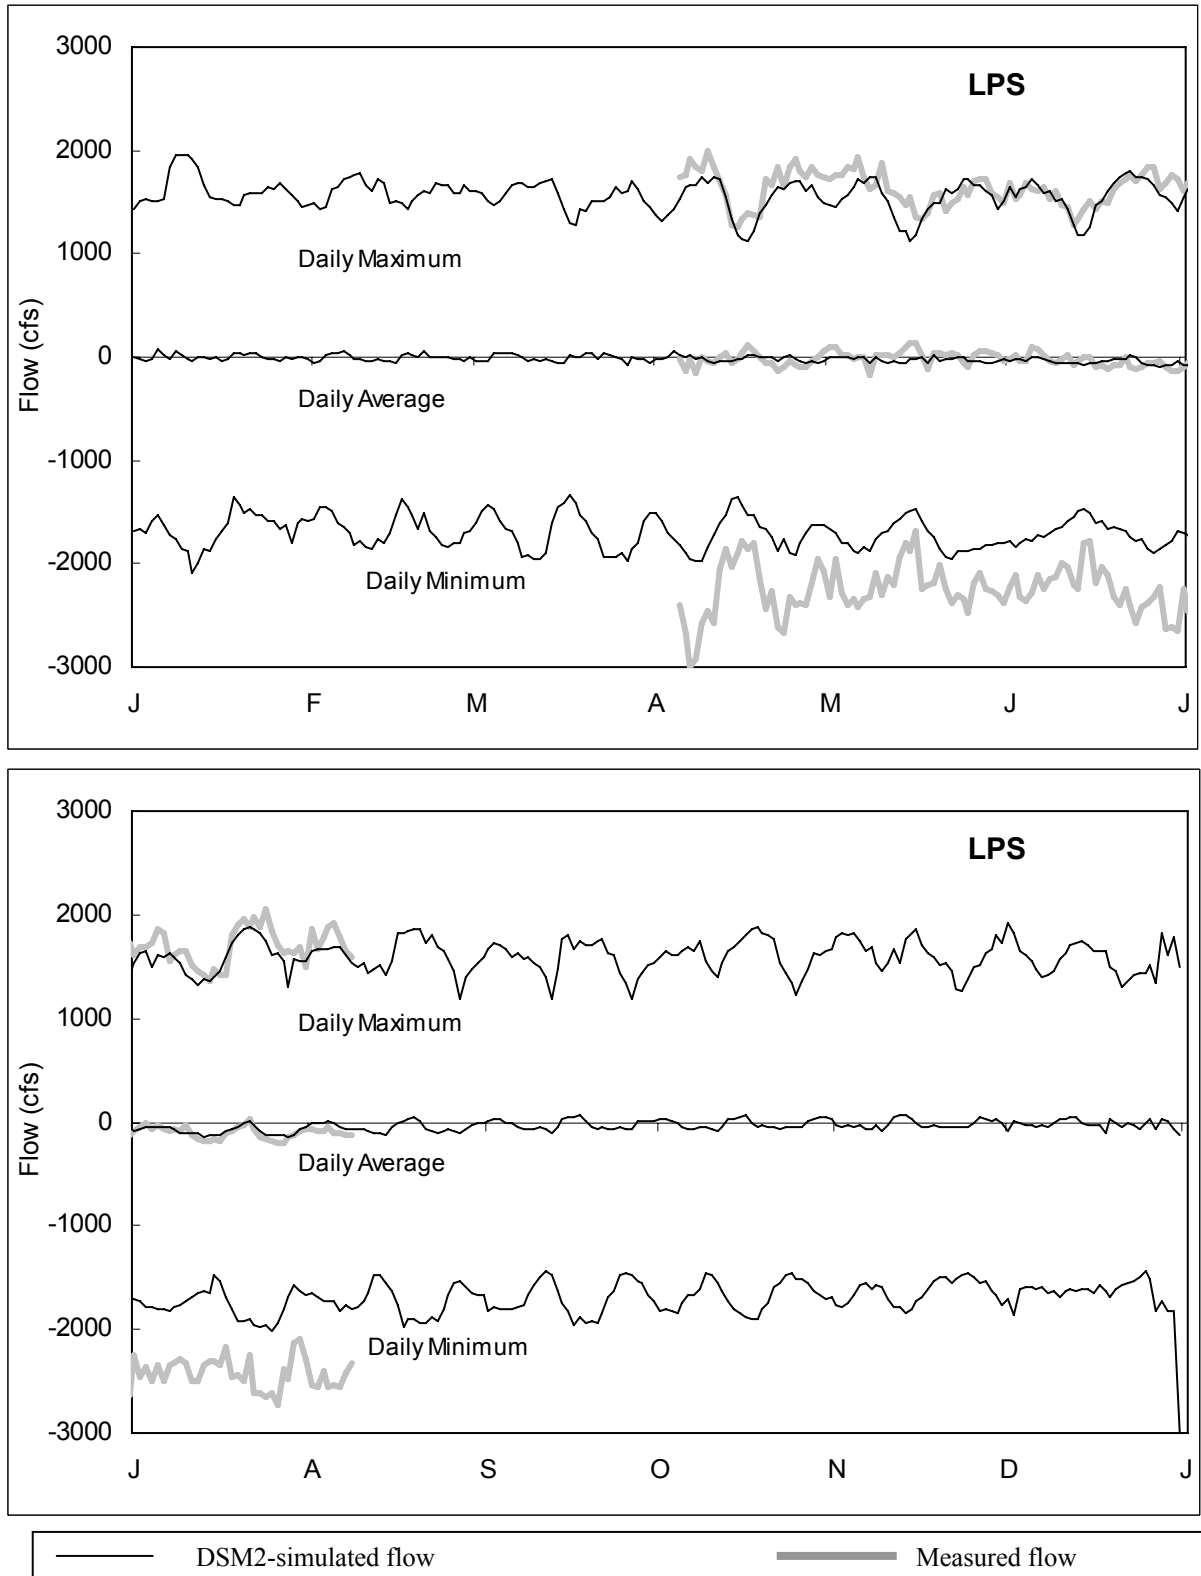 3000
LPS
2000
1000
Daily Maximum
0
Daily Average
-1000
-2000
Daily Minimum
-3000
Flow (cfs)
J F M A M J J
3000
LPS
2000
1000
Daily Maximum
0
Daily Average
-1000
-2000
Daily Minimum
-3000
Flow (cfs)
J A S O N D J
DSM2-simulated flow Measured flow